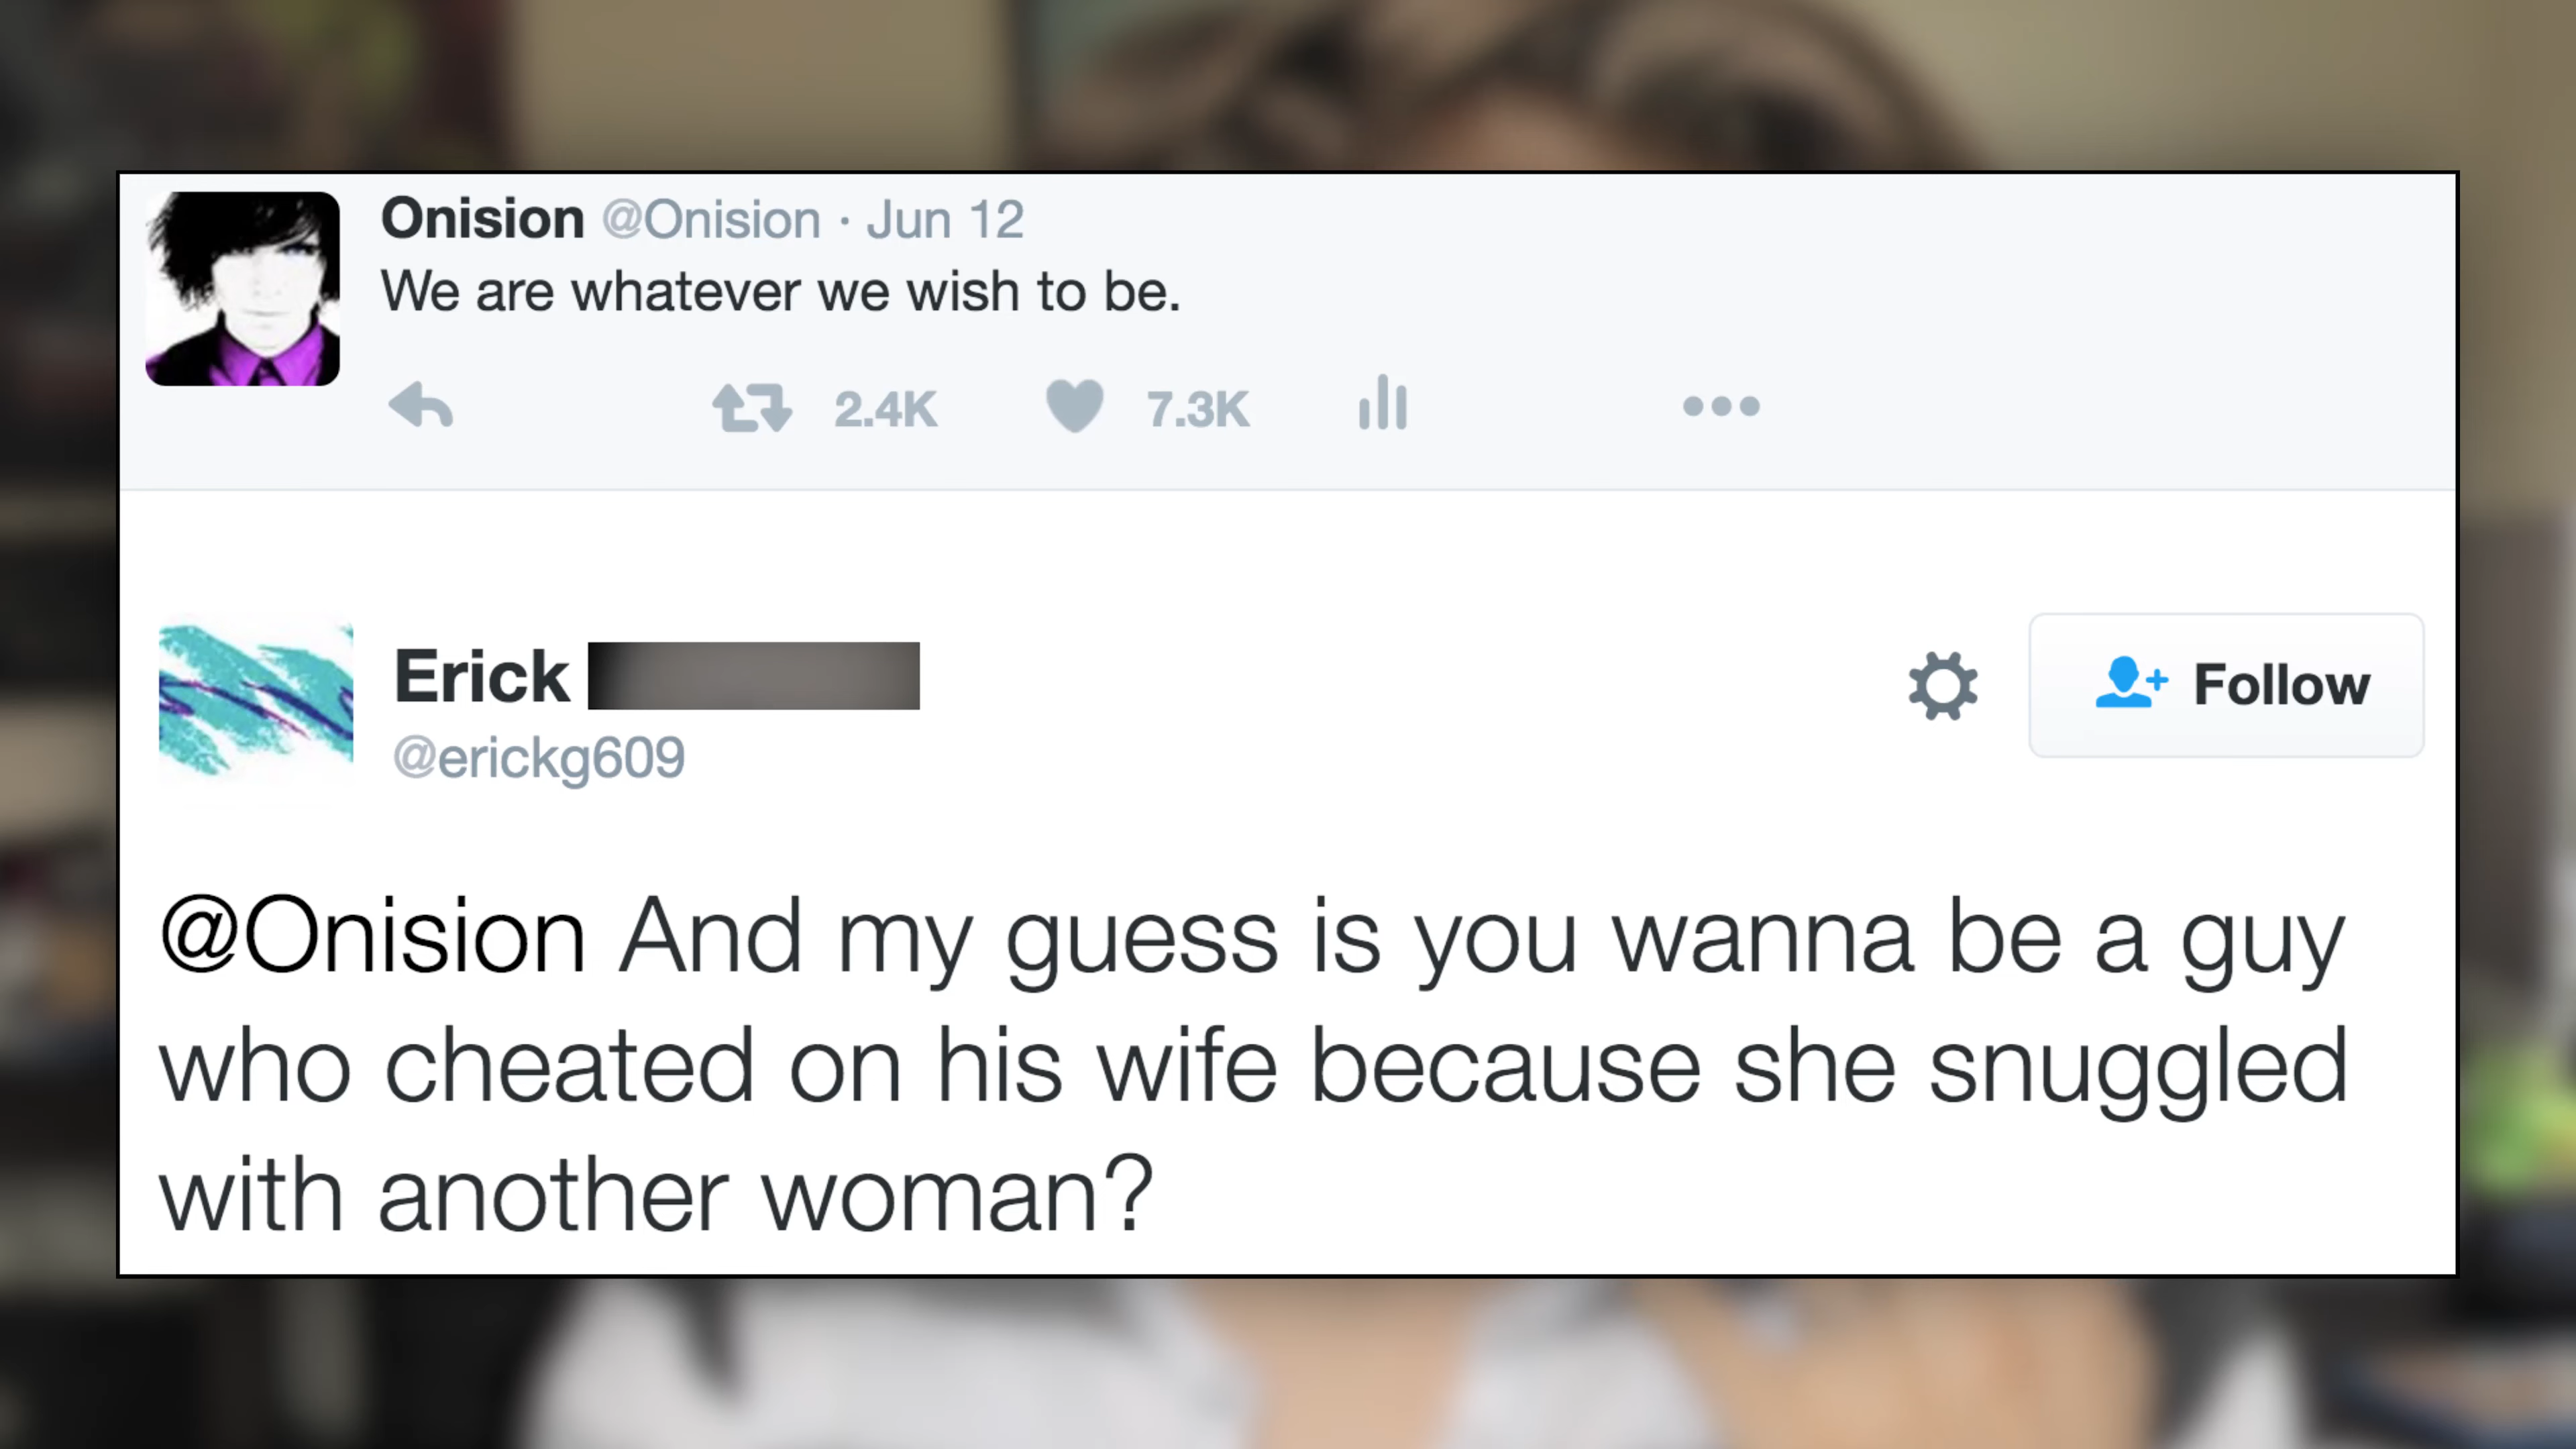 Onision @Onision · Jun 12
We are whatever we wish to be.
2.4K 7.3K
Erick
Follow
@erickg609
@Onision And my guess is you wanna be a guy
who cheated on his wife because she snuggled
with another woman?